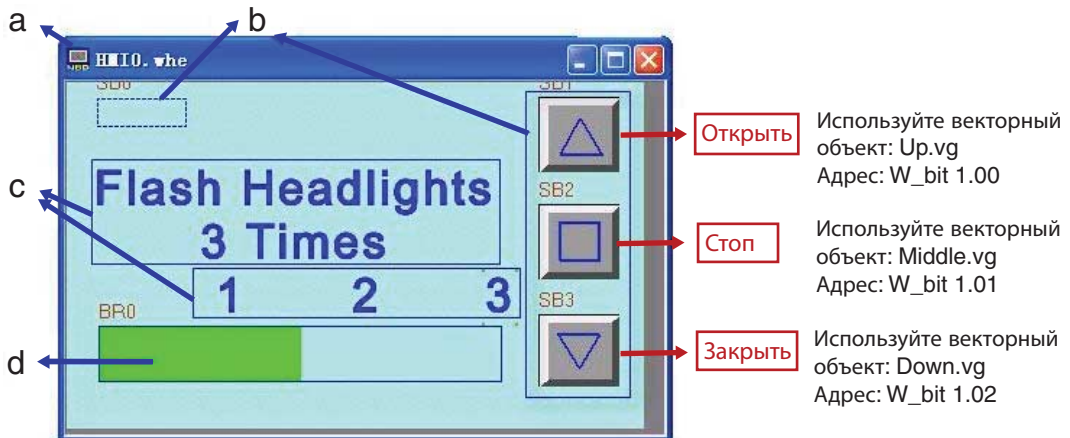 a
b
HMI0.whe
SB0
SB1
Открыть
Используйте векторный
объект: Up.vg
Адрес: W_bit 1.00
c
Flash Headlights
3 Times
SB2
Стоп
Используйте векторный
объект: Middle.vg
Адрес: W_bit 1.01
1 2 3
BR0
SB3
d
Закрыть
Используйте векторный
объект: Down.vg
Адрес: W_bit 1.02